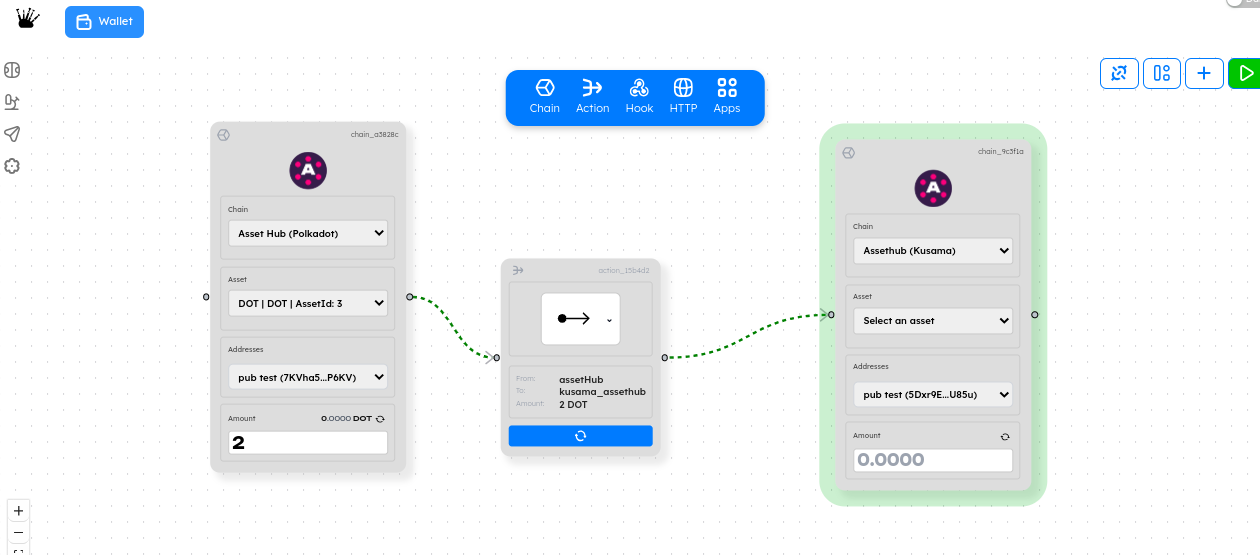 Wallet
Chain
Action
Hook
HTTP
Apps
chain_a3828c
A
Chain
Asset Hub (Polkadot)
Asset
DOT | DOT | AssetId: 3
Addresses
pub test (7KVha5...P6KV)
Amount 0.0000 DOT
2
action_15b4d2
From: assetHub
To: kusama_assethub
Amount: 2 DOT
chain_9c3f1a
A
Chain
Assethub (Kusama)
Asset
Select an asset
Addresses
pub test (5Dxr9E...U85u)
Amount
0.0000